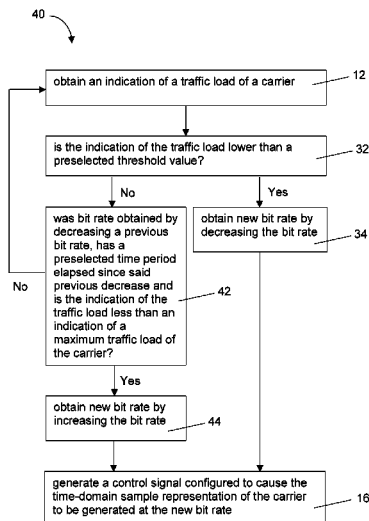 40
obtain an indication of a traffic load of a carrier
12
is the indication of the traffic load lower than a
preselected threshold value?
32
No
Yes
was bit rate obtained by
decreasing a previous
bit rate, has a
preselected time period
elapsed since said
previous decrease and
is the indication of the
traffic load less than an
indication of a
maximum traffic load of
the carrier?
42
obtain new bit rate by
decreasing the bit rate
34
No
Yes
obtain new bit rate by
increasing the bit rate
44
generate a control signal configured to cause the
time-domain sample representation of the carrier
to be generated at the new bit rate
16